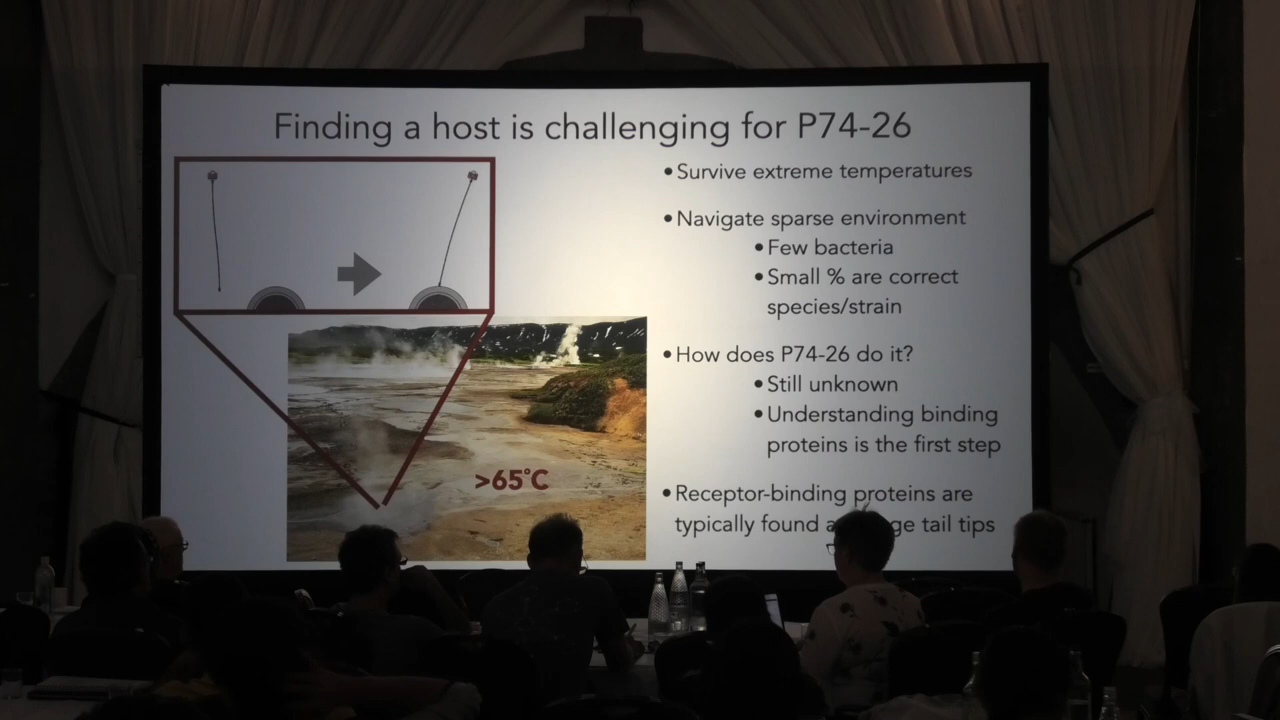 Finding a host is challenging for P74-26
•Survive extreme temperatures
•Navigate sparse environment
•Few bacteria
•Small % are correct
species/strain
•How does P74-26 do it?
•Still unknown
•Understanding binding
proteins is the first step
•Receptor-binding proteins are
typically found tail tips
>65°C